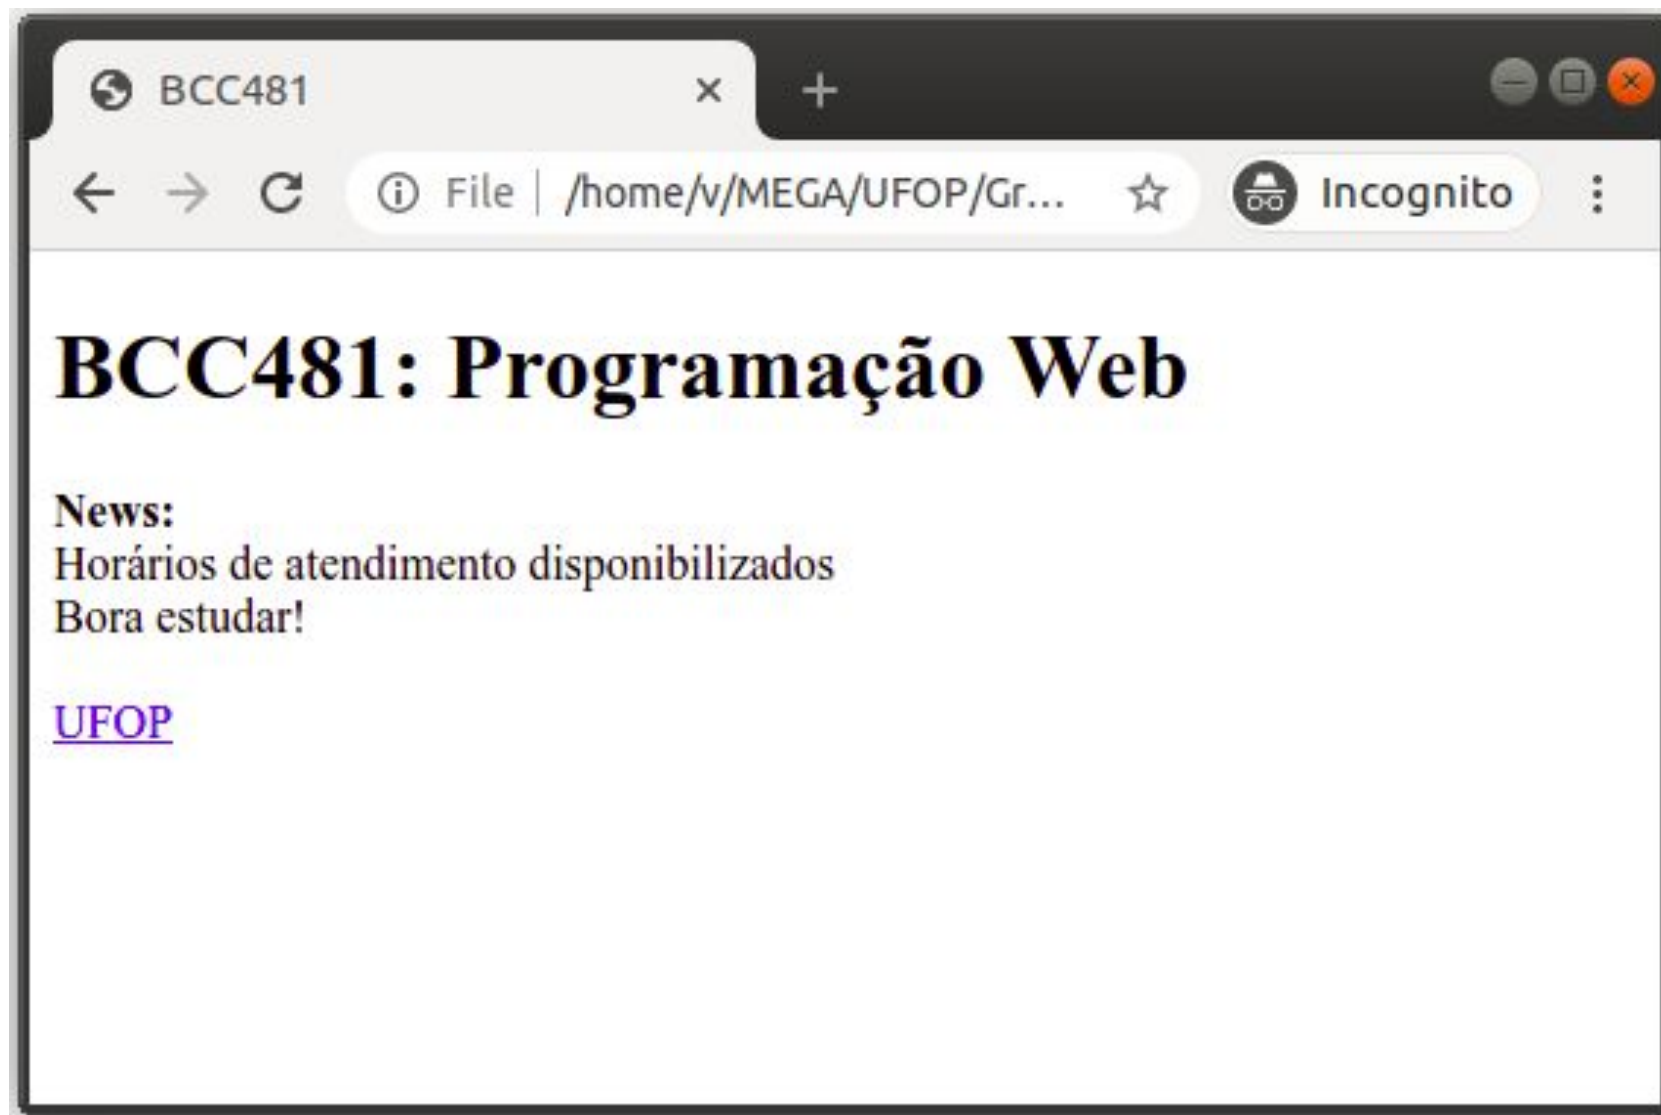 BCC481
File | /home/v/MEGA/UFOP/Gr... Incognito
BCC481: Programação Web
News:
Horários de atendimento disponibilizados
Bora estudar!
UFOP